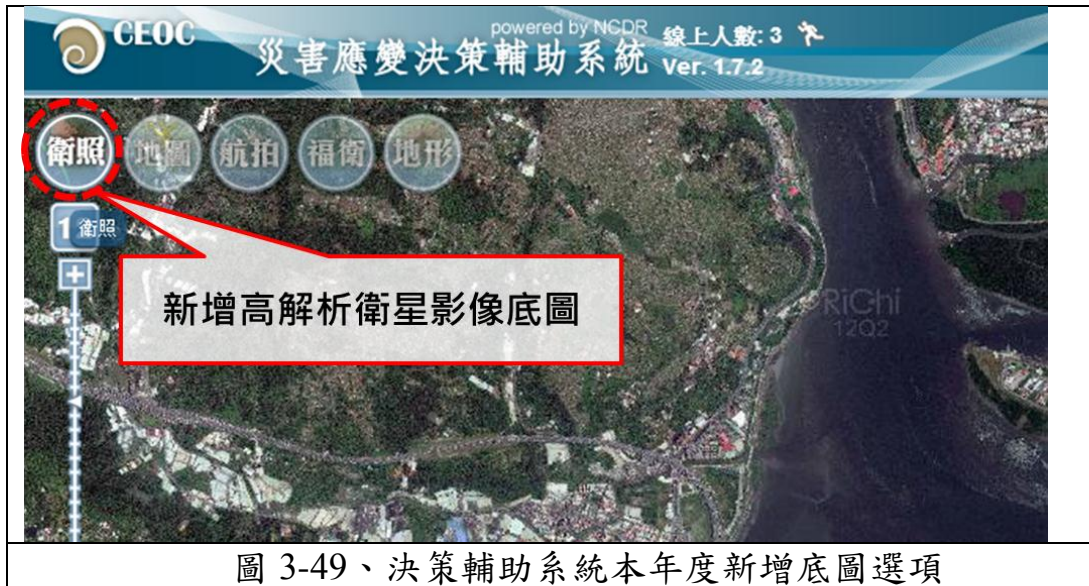 CEOC
powered by NCDR
線上人數: 3
災害應變決策輔助系統 Ver. 1.7.2
衛照 地圖 航拍 福衛 地形
1 衛照
新增高解析衛星影像底圖
RiChi
12Q2
圖 3-49、決策輔助系統本年度新增底圖選項